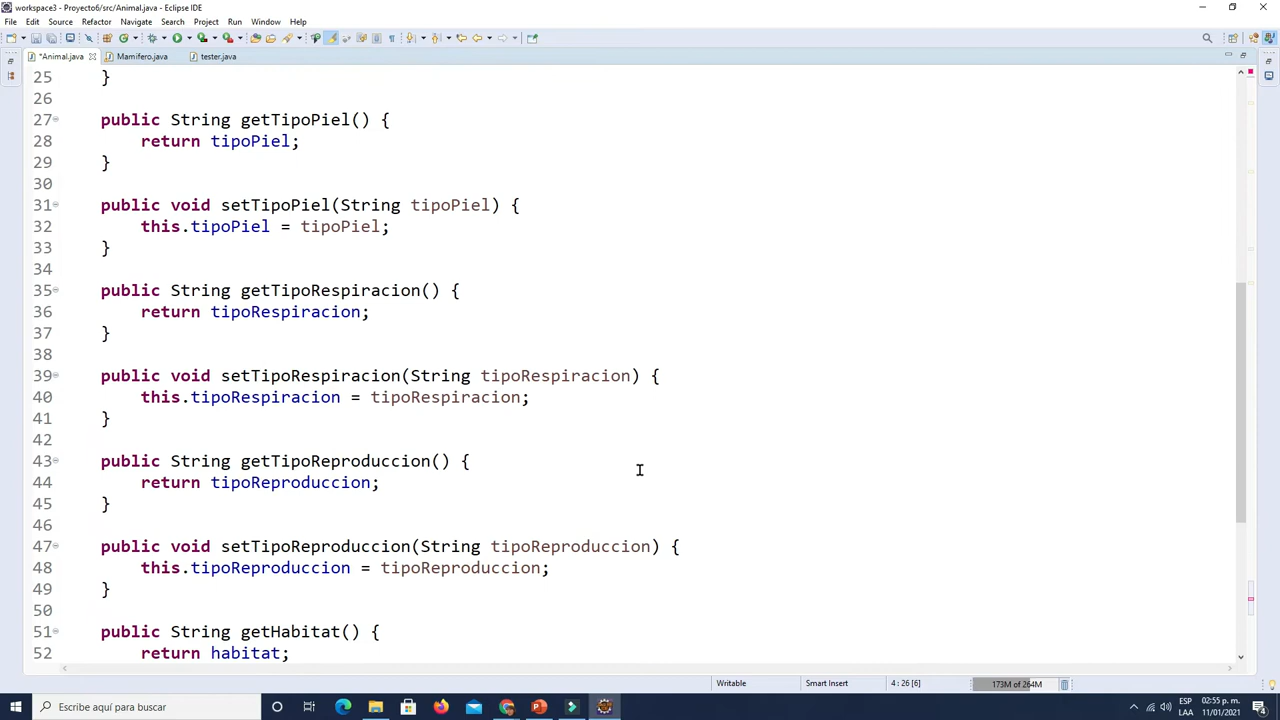 workspace3 - Proyecto6/src/Animal.java - Eclipse IDE
File Edit Source Refactor Navigate Search Project Run Window Help
*Animal.java Mamifero.java tester.java
25 }
26
27 public String getTipoPiel() {
28 return tipoPiel;
29 }
30
31 public void setTipoPiel(String tipoPiel) {
32 this.tipoPiel = tipoPiel;
33 }
34
35 public String getTipoRespiracion() {
36 return tipoRespiracion;
37 }
38
39 public void setTipoRespiracion(String tipoRespiracion) {
40 this.tipoRespiracion = tipoRespiracion;
41 }
42
43 public String getTipoReproduccion() {
44 return tipoReproduccion;
45 }
46
47 public void setTipoReproduccion(String tipoReproduccion) {
48 this.tipoReproduccion = tipoReproduccion;
49 }
50
51 public String getHabitat() {
52 return habitat;
Writable Smart Insert 4 : 26 [6] 173M of 264M
Escribe aquí para buscar
ESP 02:55 p. m.
LAA 11/01/2021